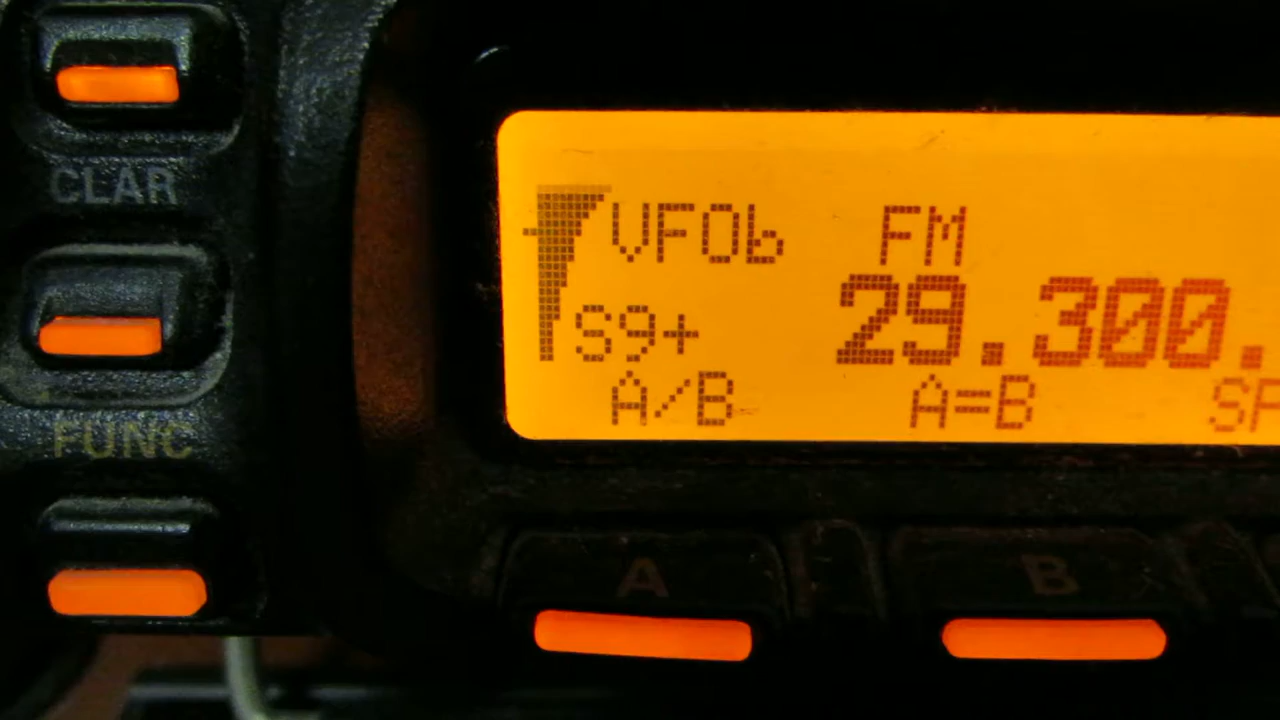 CLAR
FUNC
VFOb FM
29.300.
S9+
A/B A=B
A B